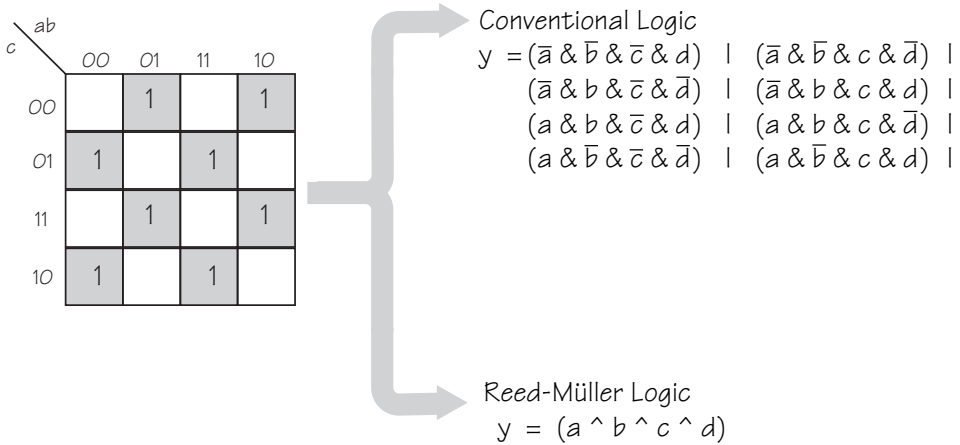 ab
c
00 01 11 10
00 1 1
01 1 1
11 1 1
10 1 1
Conventional Logic
y = (a̅ & b̅ & c̅ & d) | (a̅ & b̅ & c & d̅) |
(a̅ & b & c̅ & d̅) | (a̅ & b & c & d) |
(a & b & c̅ & d) | (a & b & c & d̅) |
(a & b̅ & c̅ & d̅) | (a & b̅ & c & d) |
Reed-Müller Logic
y = (a ^ b ^ c ^ d)